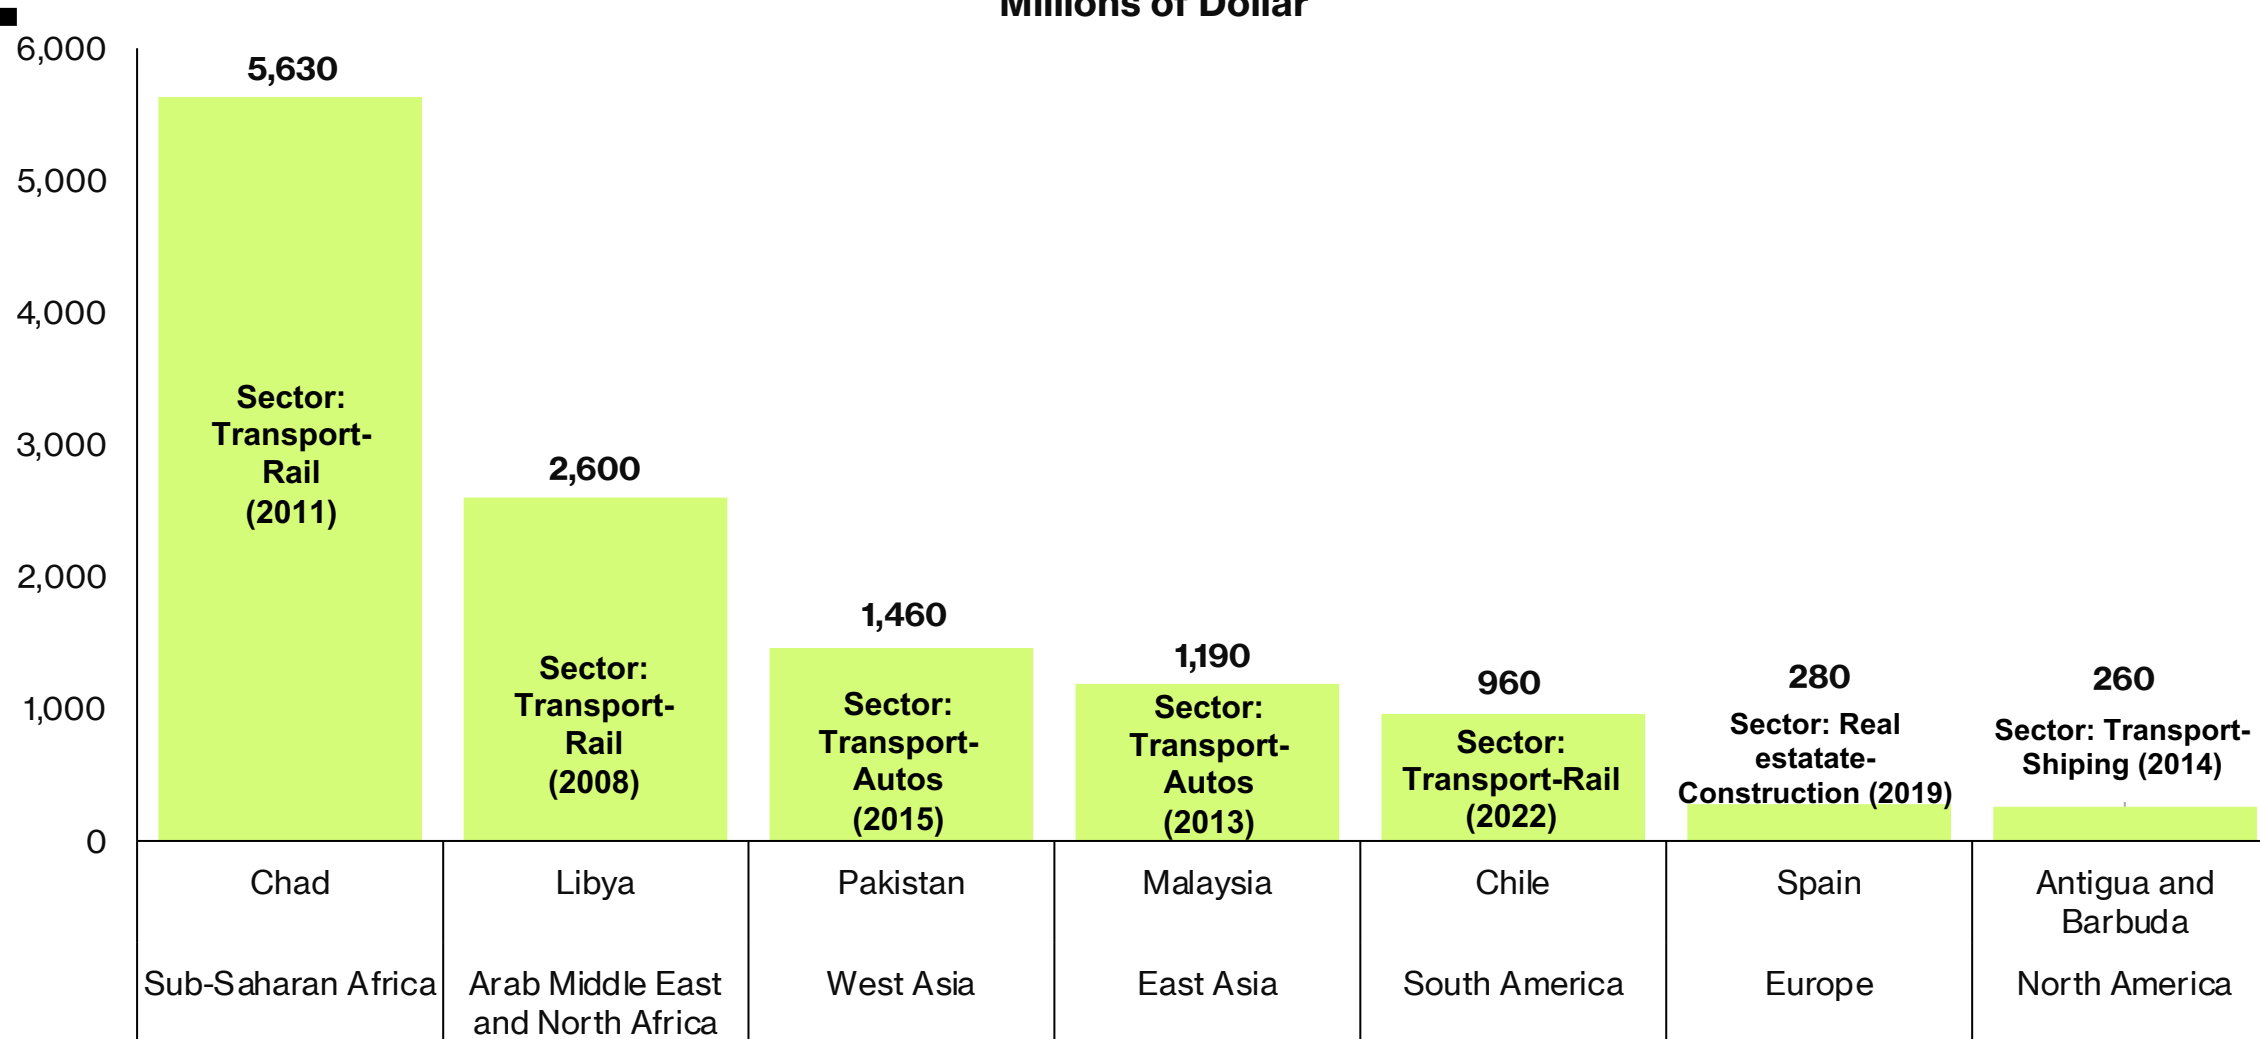 Millions of Dollar
6,000
5,000
4,000
3,000
2,000
1,000
0
5,630
Sector:
Transport-
Rail
(2011)
2,600
Sector:
Transport-
Rail
(2008)
1,460
Sector:
Transport-
Autos
(2015)
1,190
Sector:
Transport-
Autos
(2013)
960
Sector:
Transport-Rail
(2022)
280
Sector: Real
estatate-
Construction (2019)
260
Sector: Transport-
Shiping (2014)
Chad
Libya
Pakistan
Malaysia
Chile
Spain
Antigua and
Barbuda
Sub-Saharan Africa
Arab Middle East
and North Africa
West Asia
East Asia
South America
Europe
North America